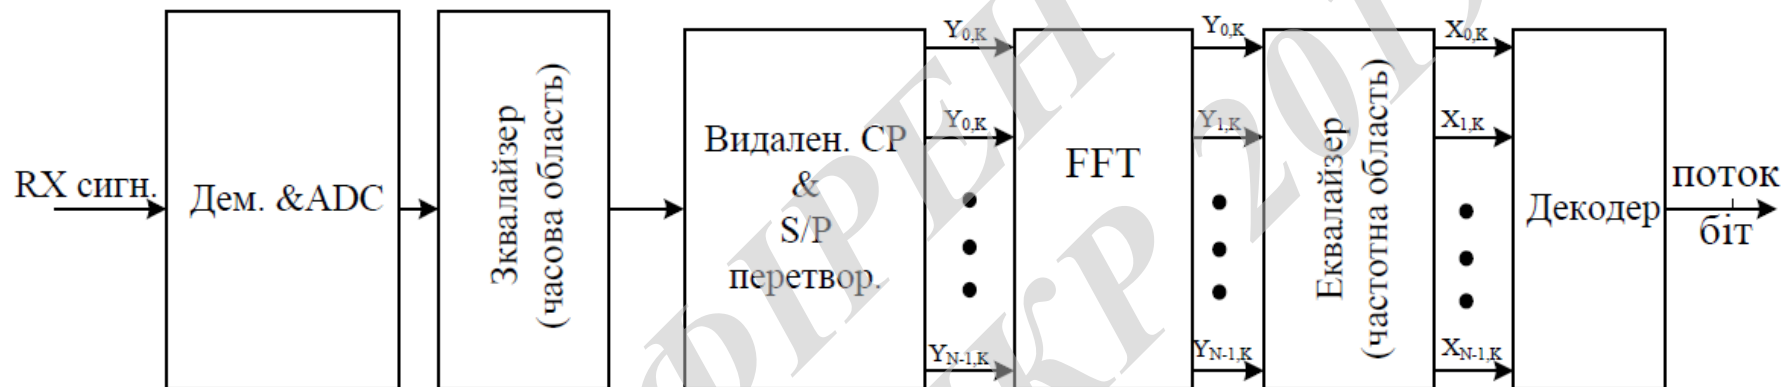 RX сигн.
Дем. &ADC
Зквалайзер
(часова область)
Видален. CP
&
S/P
перетвор.
Y0,K
Y0,K
YN-1,K
FFT
Y0,K
Y1,K
YN-1,K
Еквалайзер
(частотна область)
X0,K
X1,K
XN-1,K
Декодер
поток
біт